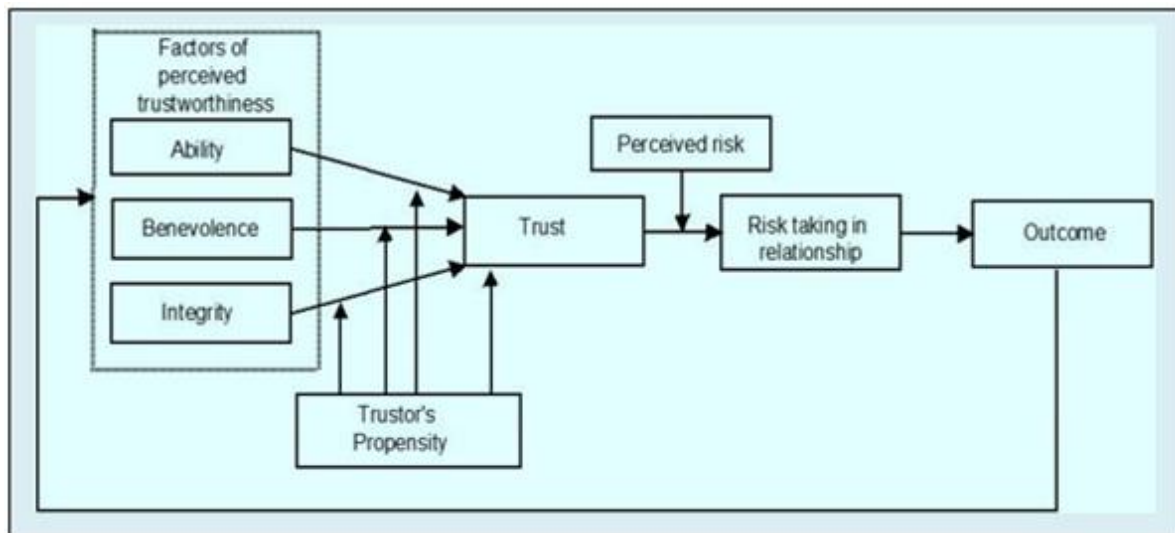 Factors of
perceived
trustworthiness
Ability
Benevolence
Integrity
Trustor's
Propensity
Trust
Perceived risk
Risk taking in
relationship
Outcome